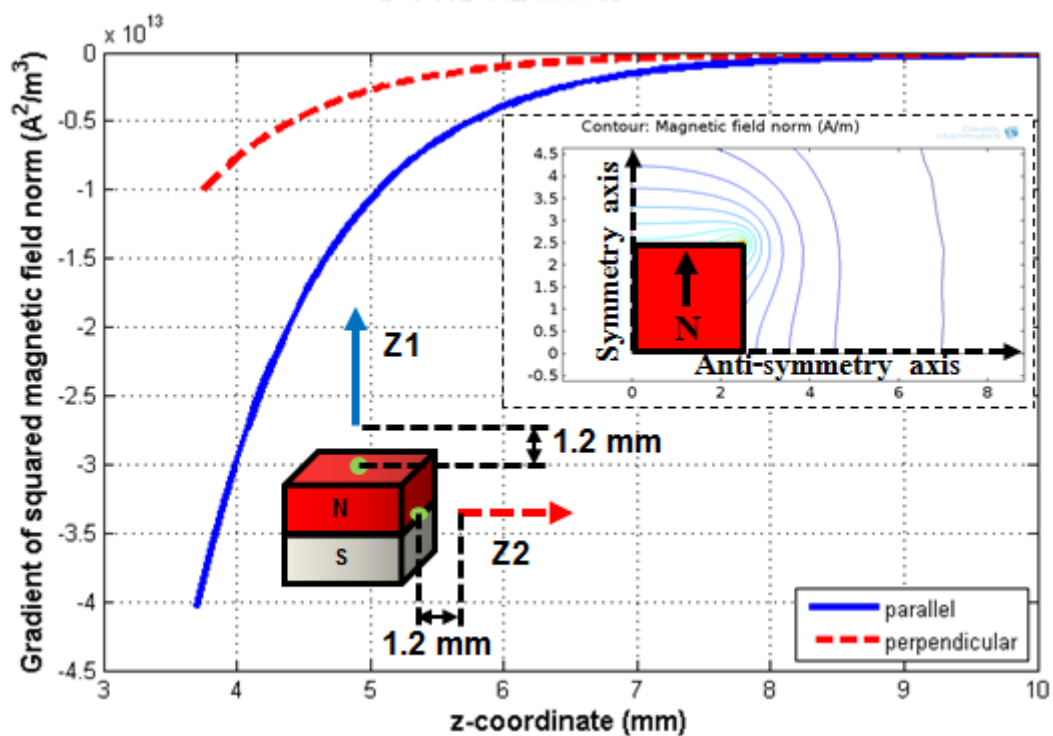 x 10¹³
0
-0.5
-1
-1.5
-2
-2.5
-3
-3.5
-4
-4.5
3
4
5
6
7
8
9
10
Gradient of squared magnetic field norm (A²/m³)
z-coordinate (mm)
Contour: Magnetic field norm (A/m)
4.5
4
3.5
3
2.5
2
1.5
1
0.5
0
-0.5
0
2
4
6
8
Symmetry axis
N
Anti-symmetry axis
Z1
1.2 mm
N
S
Z2
1.2 mm
parallel
perpendicular